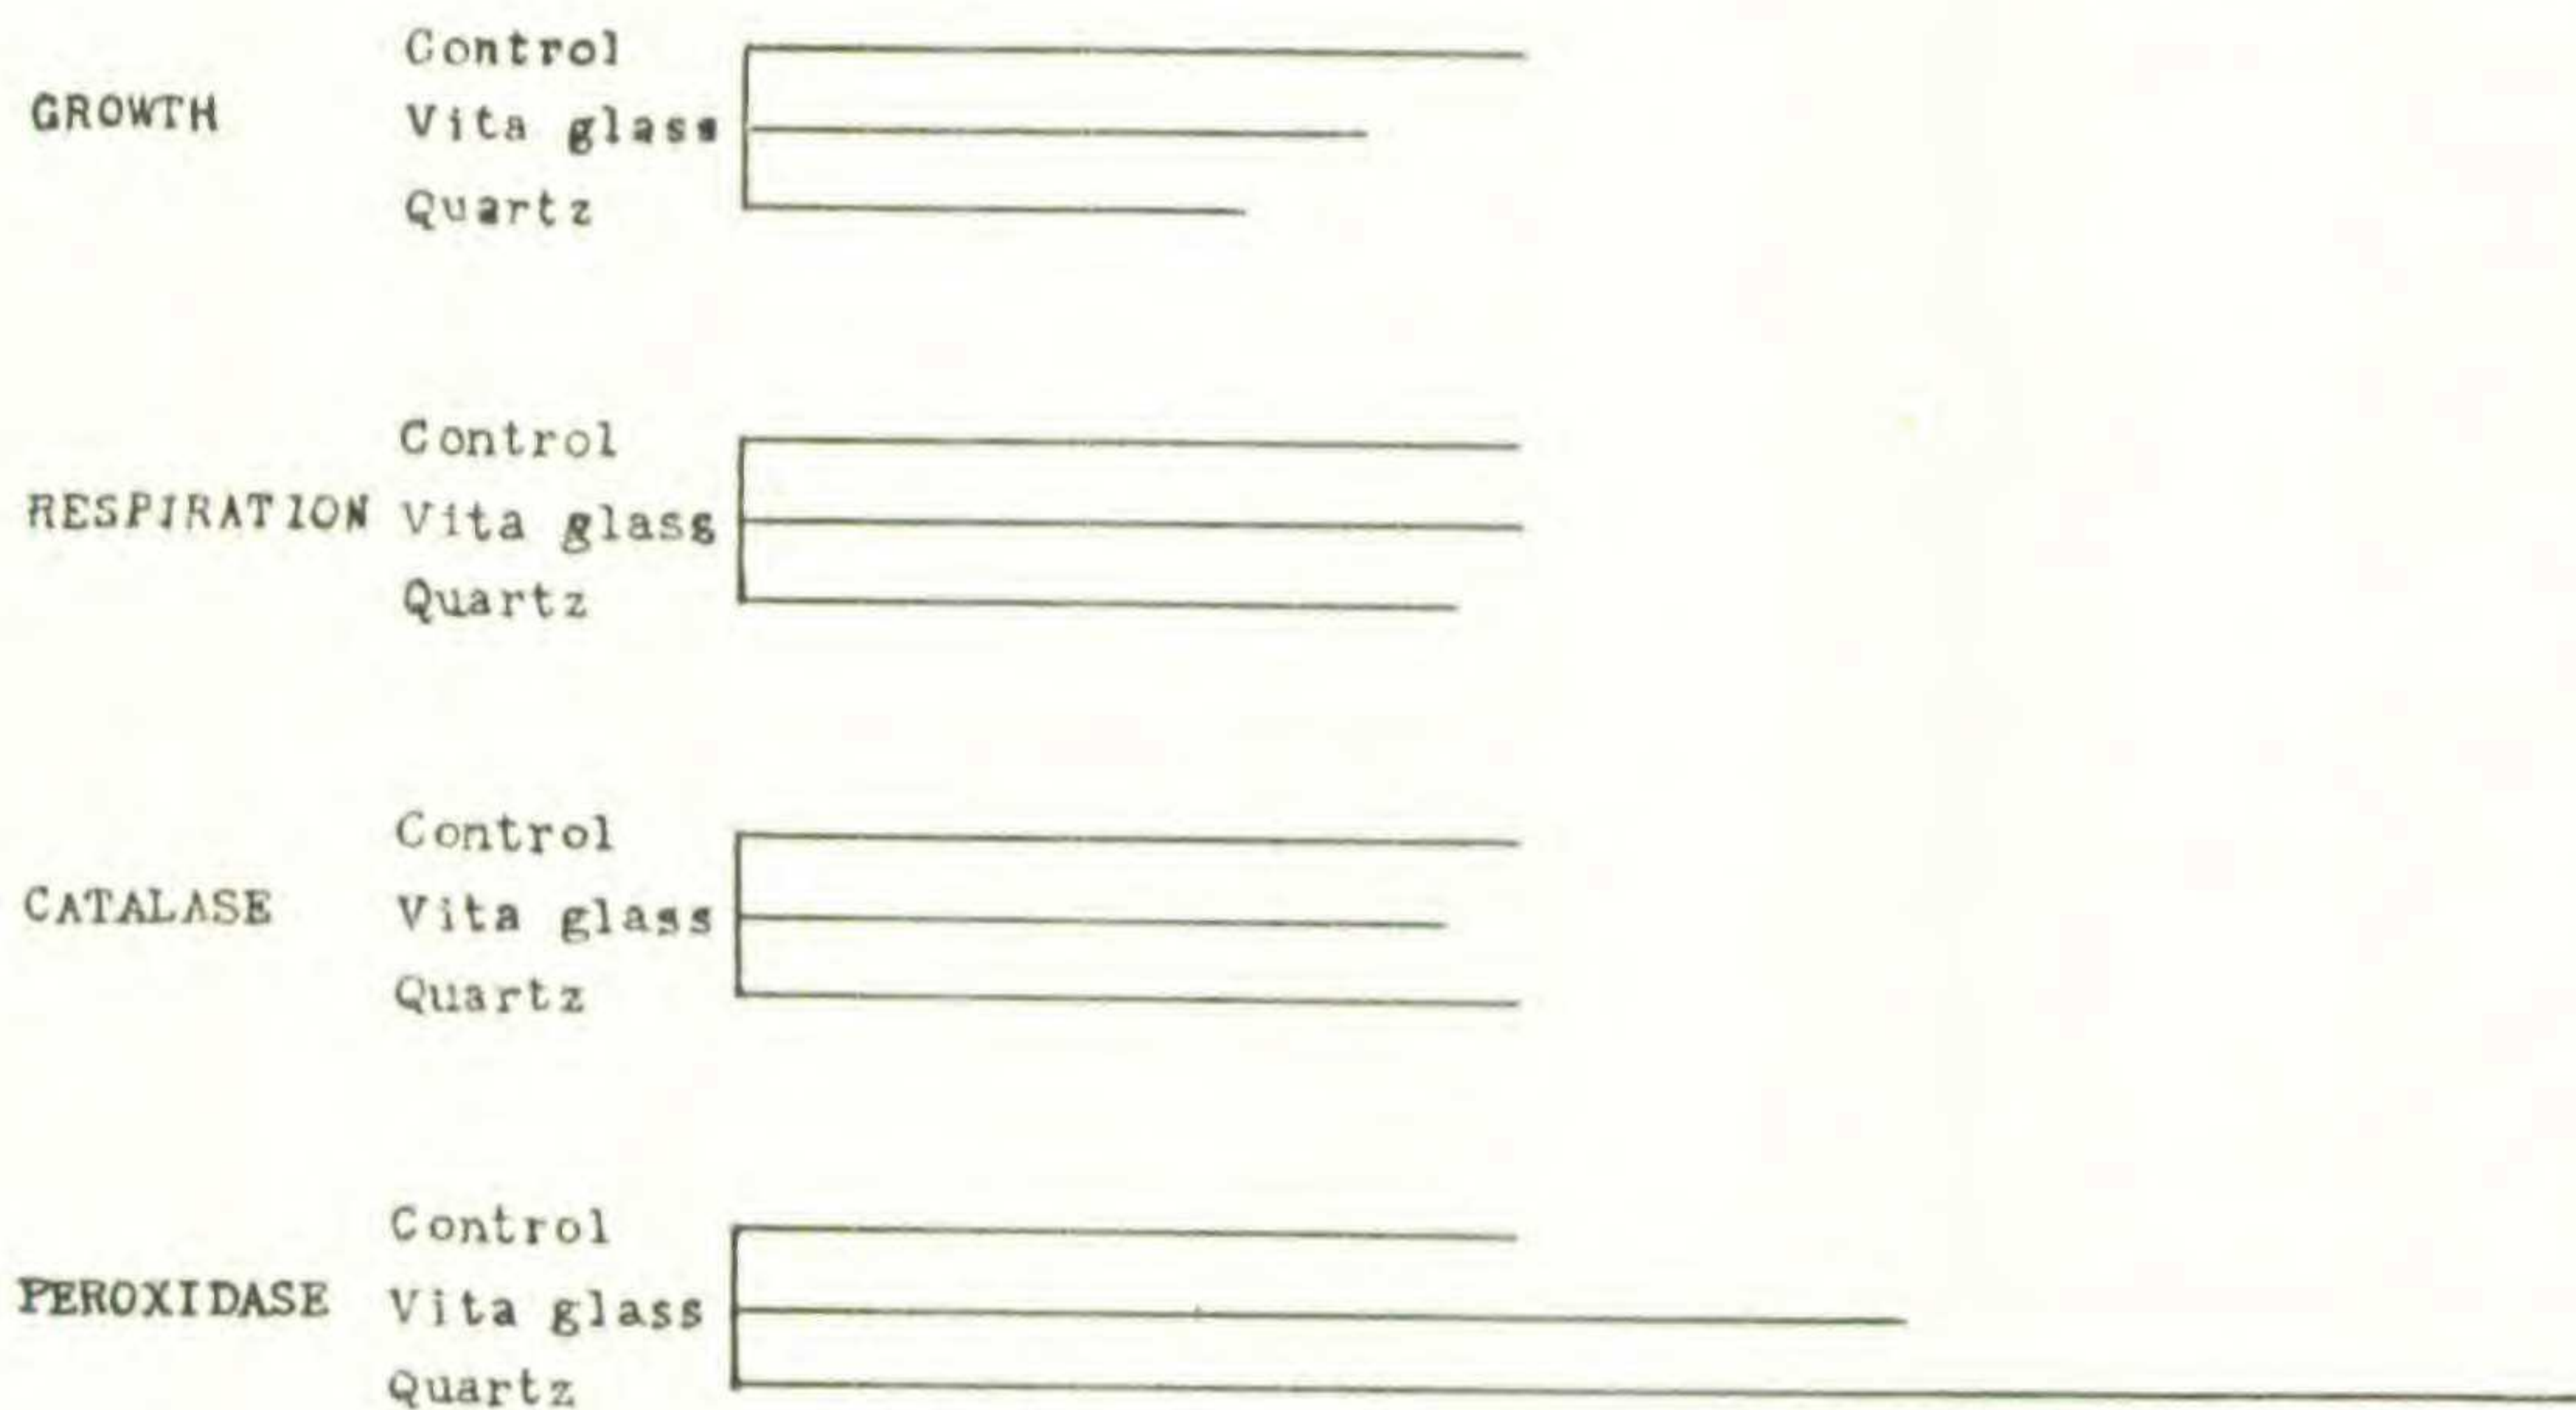 Control
GROWTH
Vita glass
Quartz
Control
RESPIRATION Vita glass
Quartz
Control
CATALASE Vita glass
Quartz
Control
PEROXIDASE Vita glass
Quartz